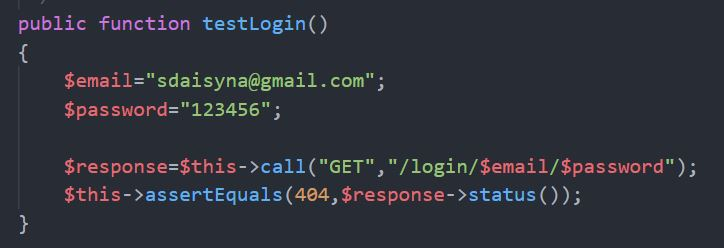 public function testLogin()
{
$email="sdaisyna@gmail.com";
$password="123456";
$response=$this->call("GET","/login/$email/$password");
$this->assertEquals(404,$response->status());
}